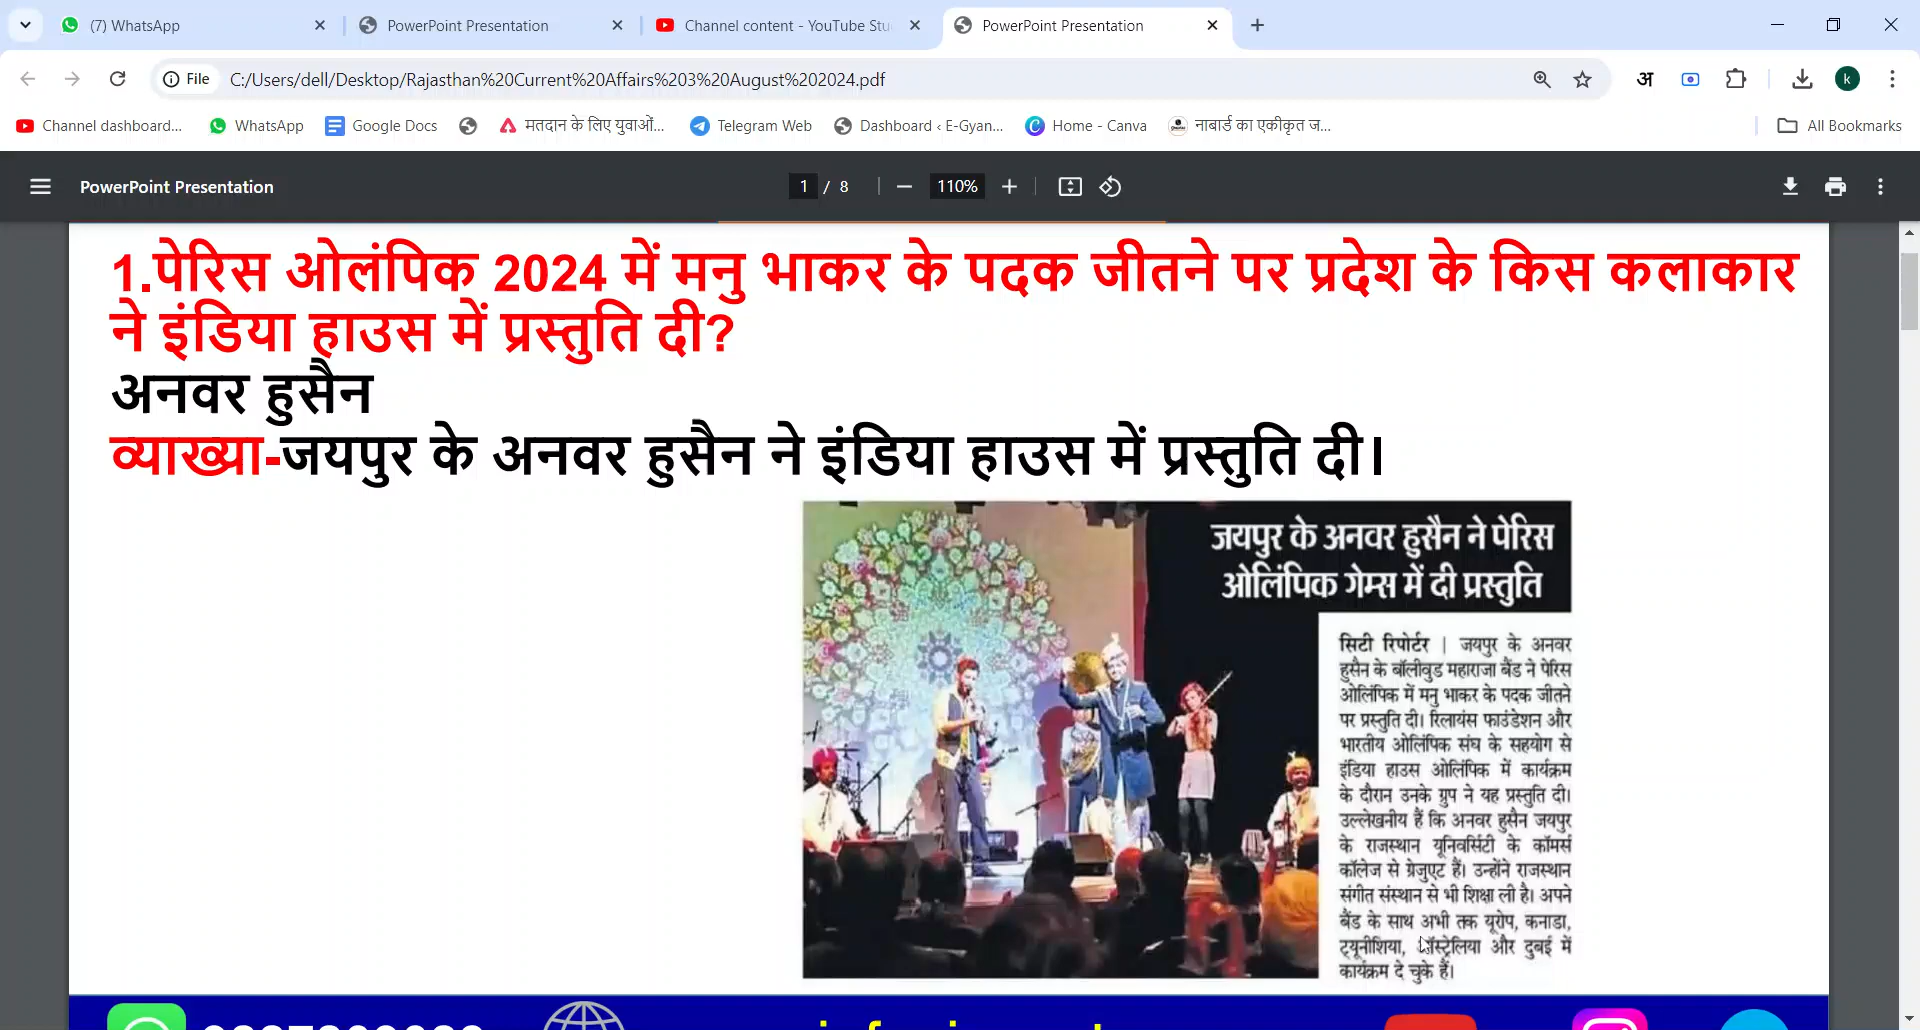 (7) WhatsApp
PowerPoint Presentation
Channel content - YouTube Stu
PowerPoint Presentation
File
C:/Users/dell/Desktop/Rajasthan%20Current%20Affairs%203%20August%202024.pdf
अ
k
Channel dashboard...
WhatsApp
Google Docs
मतदान के लिए युवाओं...
Telegram Web
Dashboard ‹ E-Gyan...
Home - Canva
नाबार्ड का एकीकृत ज...
All Bookmarks
PowerPoint Presentation
1 / 8
110%
1.पेरिस ओलंपिक 2024 में मनु भाकर के पदक जीतने पर प्रदेश के किस कलाकार
ने इंडिया हाउस में प्रस्तुति दी?
अनवर हुसैन
व्याख्या-जयपुर के अनवर हुसैन ने इंडिया हाउस में प्रस्तुति दी।
जयपुर के अनवर हुसैन ने पेरिस
ओलिंपिक गेम्स में दी प्रस्तुति
सिटी रिपोर्टर | जयपुर के अनवर
हुसैन के बॉलीवुड महाराजा बैंड ने पेरिस
ओलिंपिक में मनु भाकर के पदक जीतने
पर प्रस्तुति दी। रिलायंस फाउंडेशन और
भारतीय ओलिंपिक संघ के सहयोग से
इंडिया हाउस ओलिंपिक में कार्यक्रम
के दौरान उनके ग्रुप ने यह प्रस्तुति दी।
उल्लेखनीय हैं कि अनवर हुसैन जयपुर
के राजस्थान यूनिवर्सिटी के कॉमर्स
कॉलेज से ग्रेजुएट हैं। उन्होंने राजस्थान
संगीत संस्थान से भी शिक्षा ली है। अपने
बैंड के साथ अभी तक यूरोप, कनाडा,
ट्यूनीशिया, और दुबई में
कार्यक्रम दे चुके हैं।